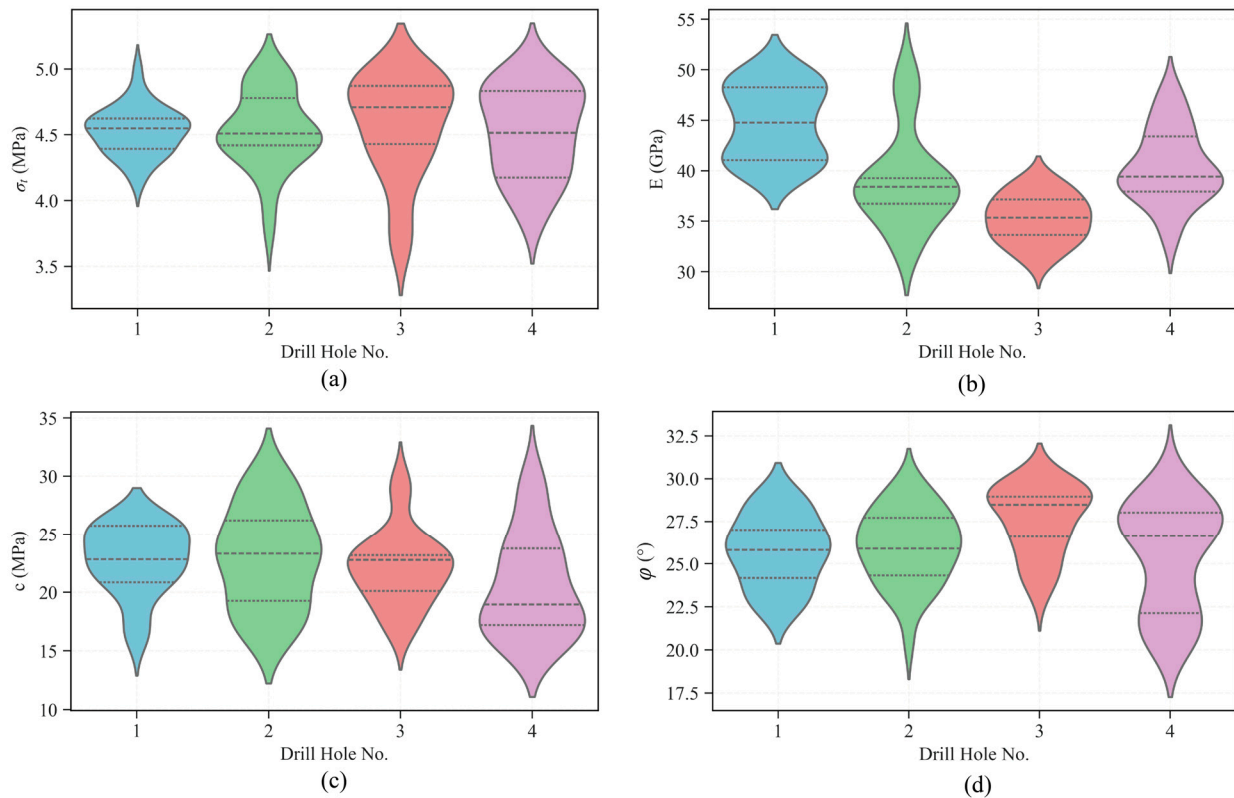 σt (MPa)
5.0
4.5
4.0
3.5
1 2 3 4
Drill Hole No.
(a)
E (GPa)
55
50
45
40
35
30
1 2 3 4
Drill Hole No.
(b)
c (MPa)
35
30
25
20
15
10
1 2 3 4
Drill Hole No.
(c)
φ (°)
32.5
30.0
27.5
25.0
22.5
20.0
17.5
1 2 3 4
Drill Hole No.
(d)